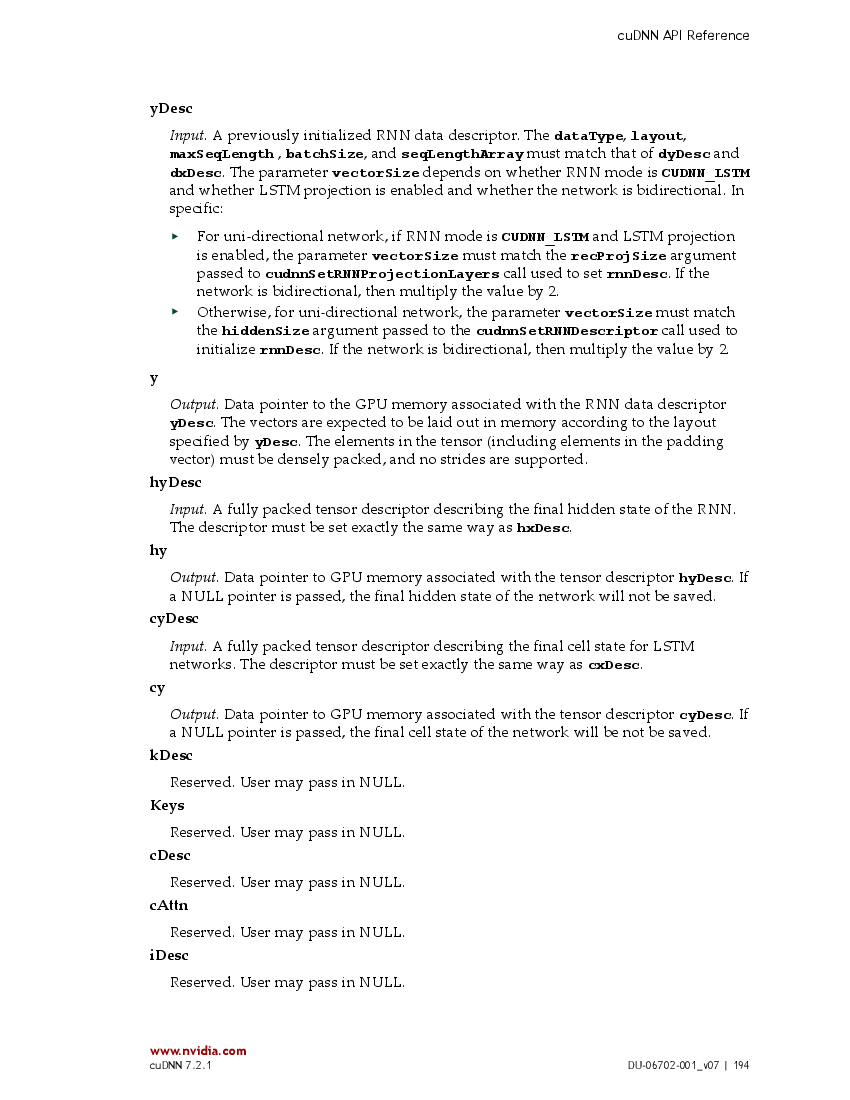 cuDNN API Reference
yDesc
Input. A previously initialized RNN data descriptor. The dataType, layout,
maxSeqLength , batchSize, and seqLengthArray must match that of dyDesc and
dxDesc. The parameter vectorSize depends on whether RNN mode is CUDNN_LSTM
and whether LSTM projection is enabled and whether the network is bidirectional. In
specific:
▸ For uni-directional network, if RNN mode is CUDNN_LSTM and LSTM projection
is enabled, the parameter vectorSize must match the recProjSize argument
passed to cudnnSetRNNProjectionLayers call used to set rnnDesc. If the
network is bidirectional, then multiply the value by 2.
▸ Otherwise, for uni-directional network, the parameter vectorSize must match
the hiddenSize argument passed to the cudnnSetRNNDescriptor call used to
initialize rnnDesc. If the network is bidirectional, then multiply the value by 2.
y
Output. Data pointer to the GPU memory associated with the RNN data descriptor
yDesc. The vectors are expected to be laid out in memory according to the layout
specified by yDesc. The elements in the tensor (including elements in the padding
vector) must be densely packed, and no strides are supported.
hyDesc
Input. A fully packed tensor descriptor describing the final hidden state of the RNN.
The descriptor must be set exactly the same way as hxDesc.
hy
Output. Data pointer to GPU memory associated with the tensor descriptor hyDesc. If
a NULL pointer is passed, the final hidden state of the network will not be saved.
cyDesc
Input. A fully packed tensor descriptor describing the final cell state for LSTM
networks. The descriptor must be set exactly the same way as cxDesc.
cy
Output. Data pointer to GPU memory associated with the tensor descriptor cyDesc. If
a NULL pointer is passed, the final cell state of the network will be not be saved.
kDesc
Reserved. User may pass in NULL.
Keys
Reserved. User may pass in NULL.
cDesc
Reserved. User may pass in NULL.
cAttn
Reserved. User may pass in NULL.
iDesc
Reserved. User may pass in NULL.
www.nvidia.com
cuDNN 7.2.1 DU-06702-001_v07 | 194